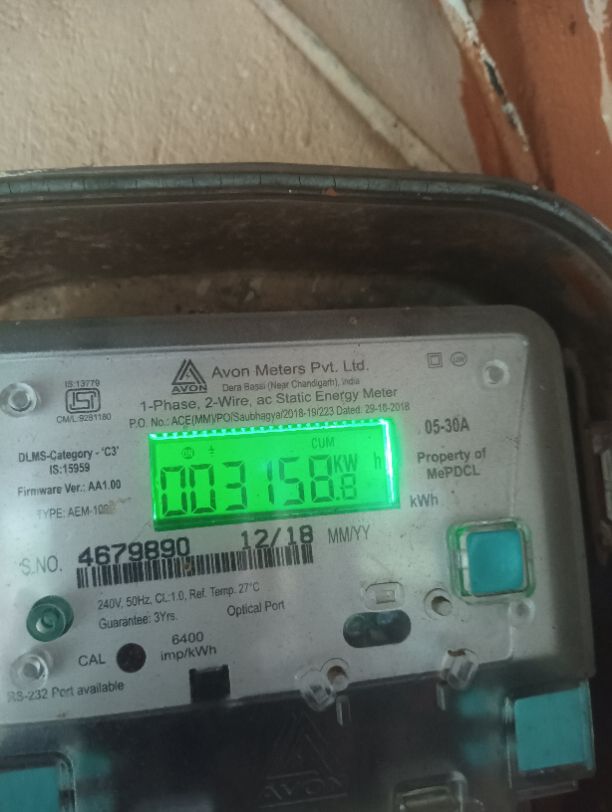 AVON
Avon Meters Pvt. Ltd.
Dera Bassi (Near Chandigarh), India
IS:13779
CM/L:9291180
1-Phase, 2-Wire, ac Static Energy Meter
P.O. No.: ACE(MM)/PO/Saubhagya/2018-19/223 Dated: 29-10-2018
05-30A
DLMS-Category - 'C3'
IS:15959
Firmware Ver.: AA1.00
TYPE: AEM-
ON CUM
003158.8 KW h
Property of
MePDCL
kWh
S.NO. 4679890 12/18 MM/YY
240V, 50Hz, CL:1.0, Ref. Temp. 27°C
Guarantee: 3Yrs.
Optical Port
CAL
6400
imp/kWh
RS-232 Port available
AVON